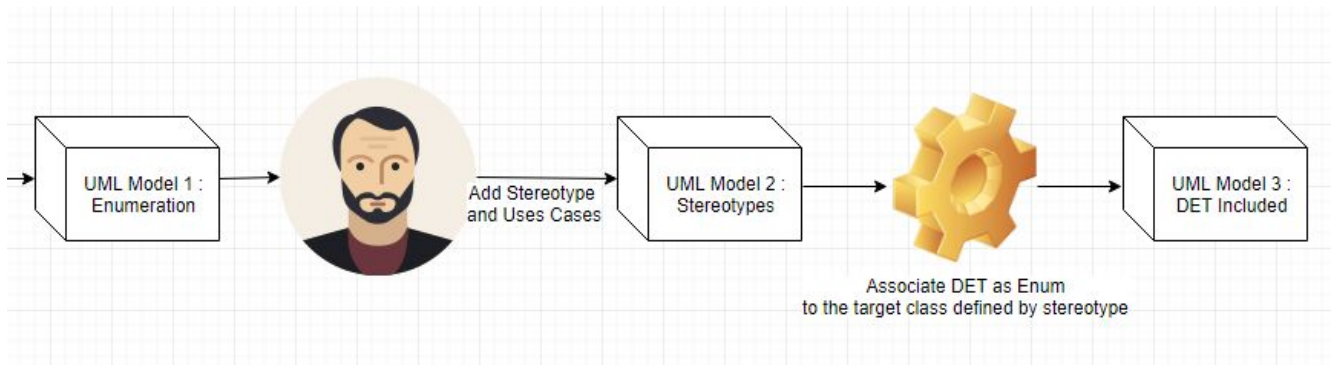 UML Model 1 :
Enumeration
Add Stereotype
and Uses Cases
UML Model 2 :
Stereotypes
Associate DET as Enum
to the target class defined by stereotype
UML Model 3 :
DET Included